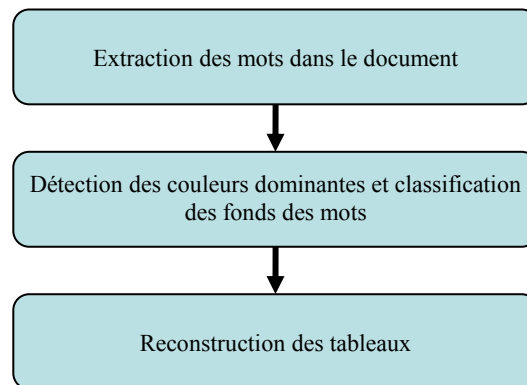 Extraction des mots dans le document
Détection des couleurs dominantes et classification
des fonds des mots
Reconstruction des tableaux